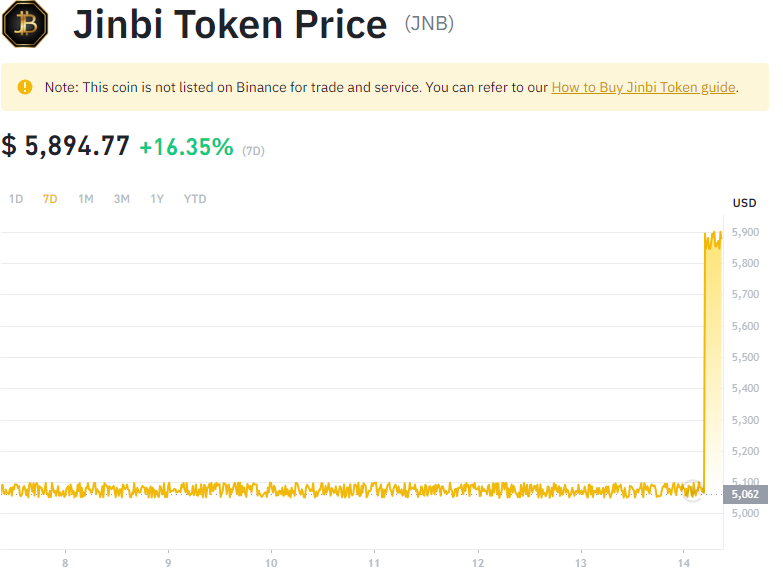 JB
Jinbi Token Price (JNB)
Note: This coin is not listed on Binance for trade and service. You can refer to our How to Buy Jinbi Token guide.
$ 5,894.77 +16.35% (7D)
1D 7D 1M 3M 1Y YTD
USD
5,900
5,800
5,700
5,600
5,500
5,400
5,300
5,200
5,100
5,062
5,000
8 9 10 11 12 13 14